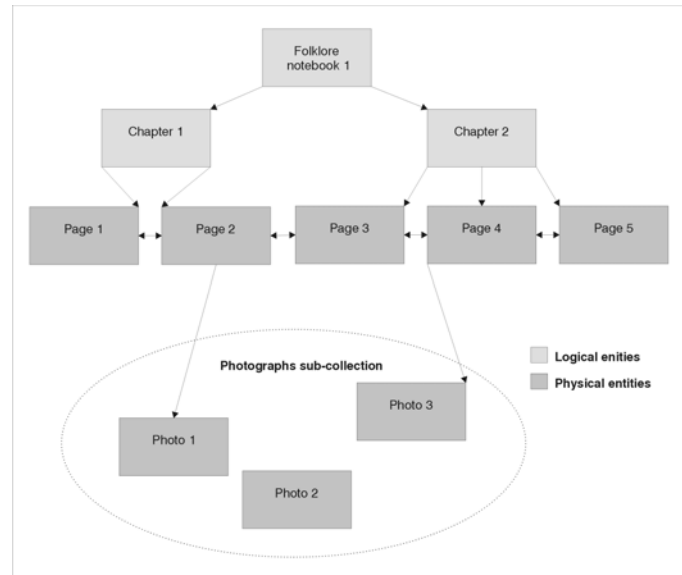 Folklore
notebook 1
Chapter 1
Chapter 2
Page 1
Page 2
Page 3
Page 4
Page 5
Photographs sub-collection
Logical enities
Physical entities
Photo 3
Photo 1
Photo 2